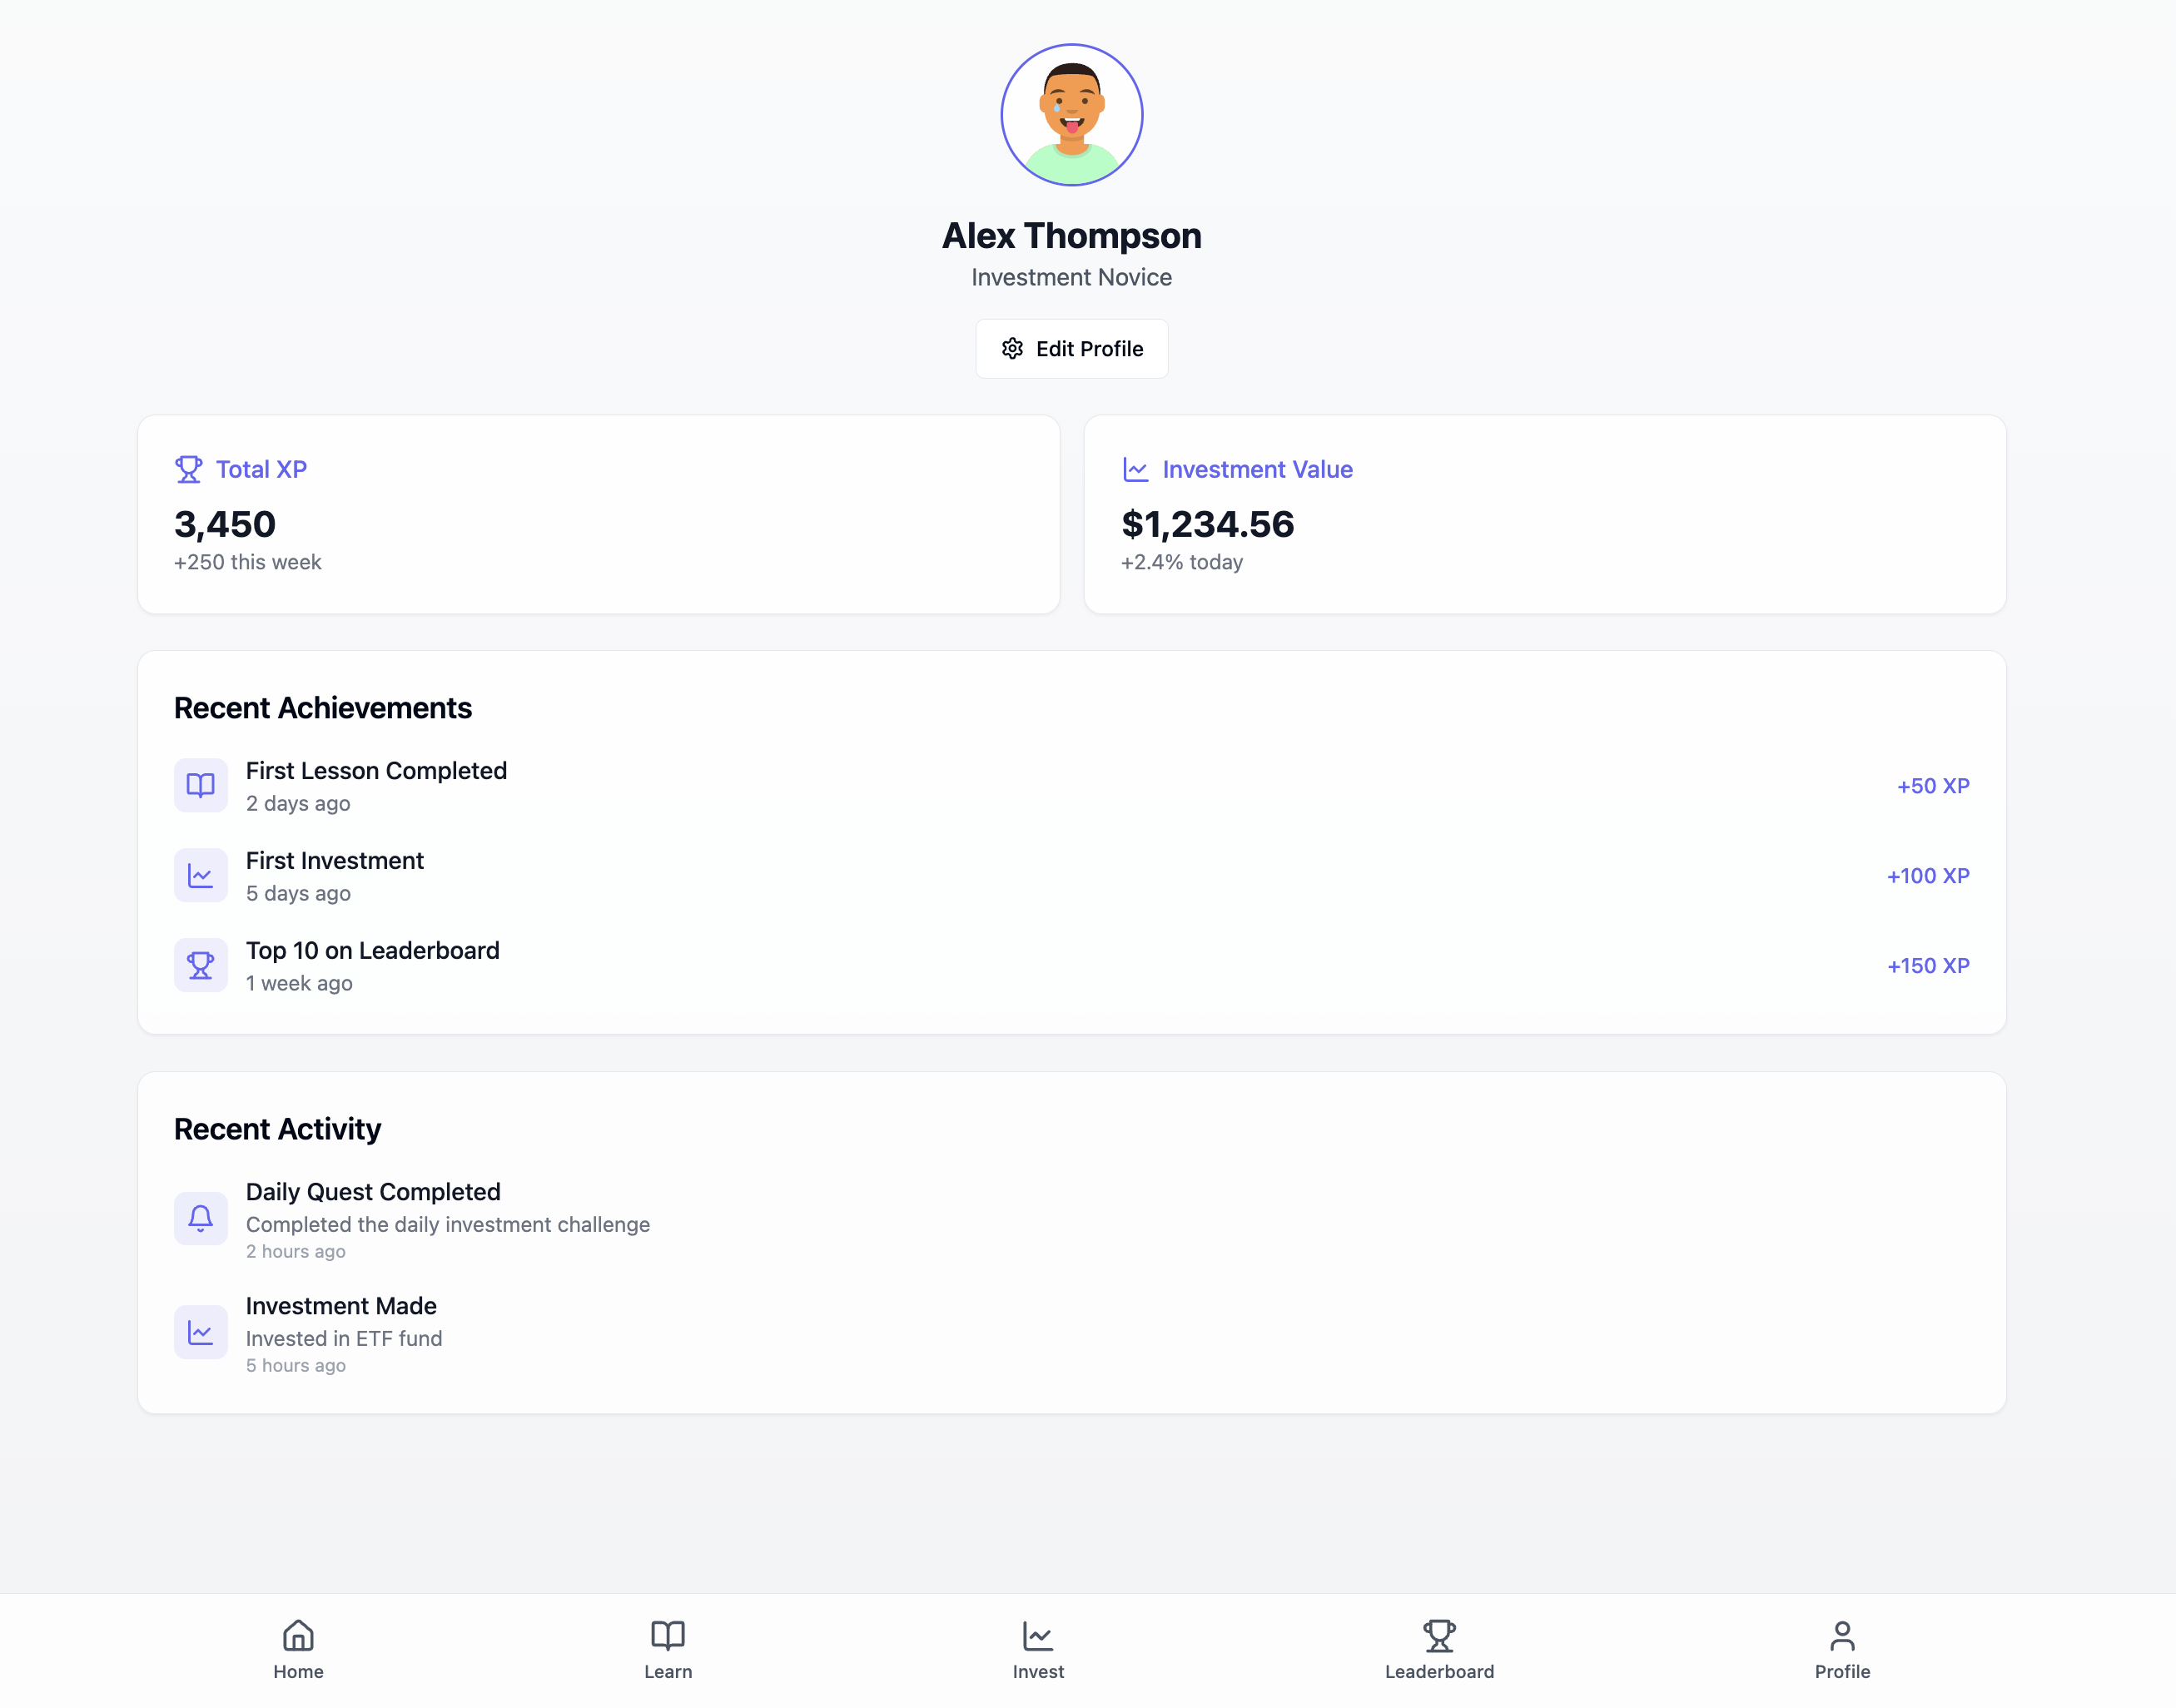 Alex Thompson
Investment Novice
Edit Profile
Total XP
3,450
+250 this week
Investment Value
$1,234.56
+2.4% today
Recent Achievements
First Lesson Completed
2 days ago
+50 XP
First Investment
5 days ago
+100 XP
Top 10 on Leaderboard
1 week ago
+150 XP
Recent Activity
Daily Quest Completed
Completed the daily investment challenge
2 hours ago
Investment Made
Invested in ETF fund
5 hours ago
Home
Learn
Invest
Leaderboard
Profile